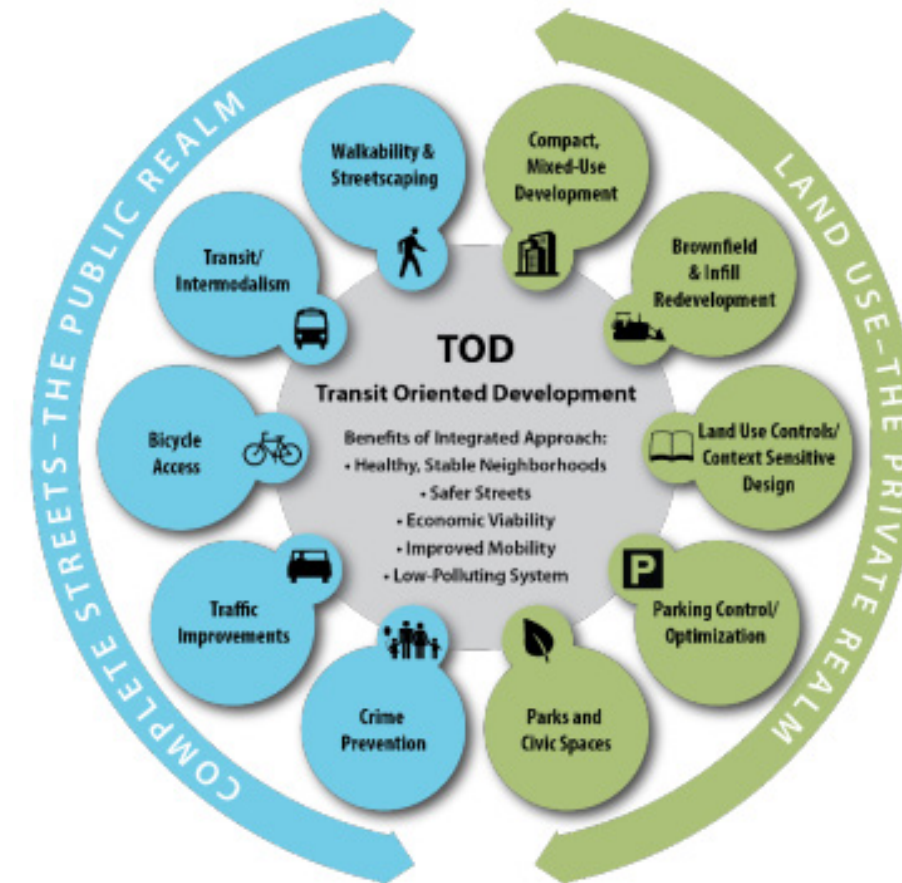 COMPLETE STREETS–THE PUBLIC REALM
LAND USE–THE PRIVATE REALM
Walkability &
Streetscaping
Compact,
Mixed-Use
Development
Transit/
Intermodalism
Brownfield
& Infill
Redevelopment
TOD
Transit Oriented Development
Benefits of Integrated Approach:
• Healthy, Stable Neighborhoods
• Safer Streets
• Economic Viability
• Improved Mobility
• Low-Polluting System
Bicycle
Access
Land Use Controls/
Context Sensitive
Design
Traffic
Improvements
P
Parking Control/
Optimization
Crime
Prevention
Parks and
Civic Spaces